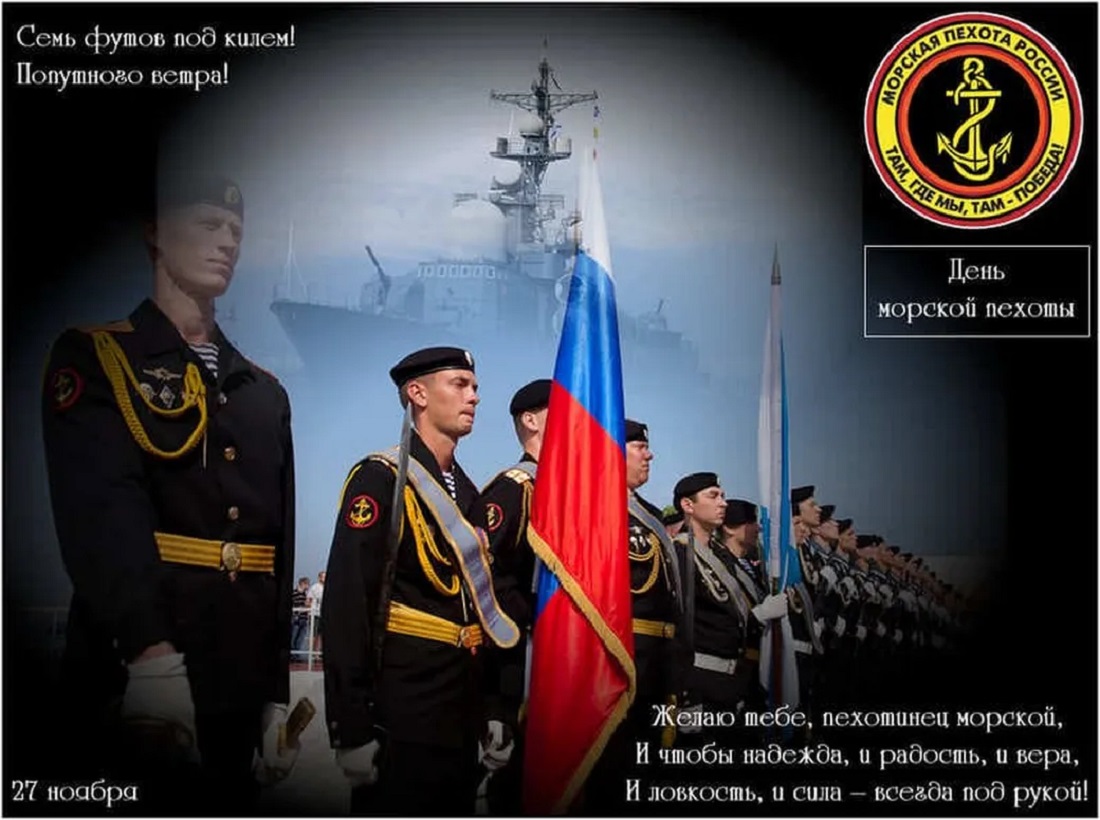 Семь футов под килем!
Попутного ветра!
МОРСКАЯ ПЕХОТА РОССИИ
ТАМ, ГДЕ МЫ, ТАМ - ПОБЕДА!
День
морской пехоты
Желаю тебе, пехотинец морской,
И чтобы надежда, и радость, и вера,
И ловкость, и сила – всегда под рукой!
27 ноября